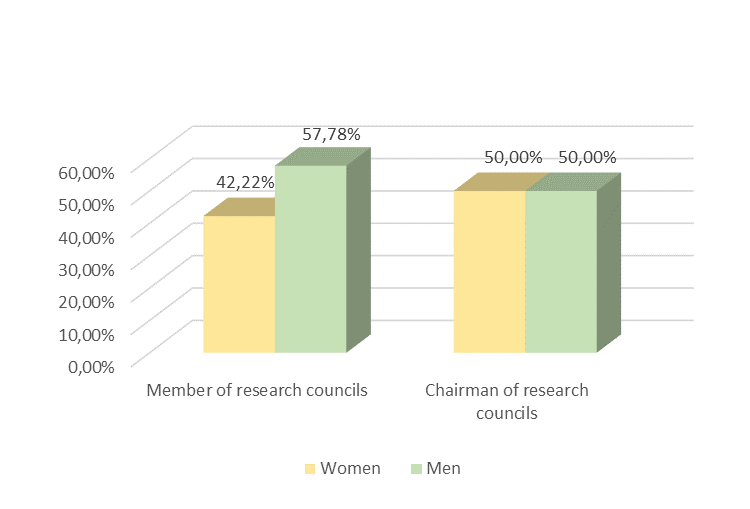 57,78%
42,22%
50,00% 50,00%
60,00%
50,00%
40,00%
30,00%
20,00%
10,00%
0,00%
Member of research councils
Chairman of research
councils
Women Men